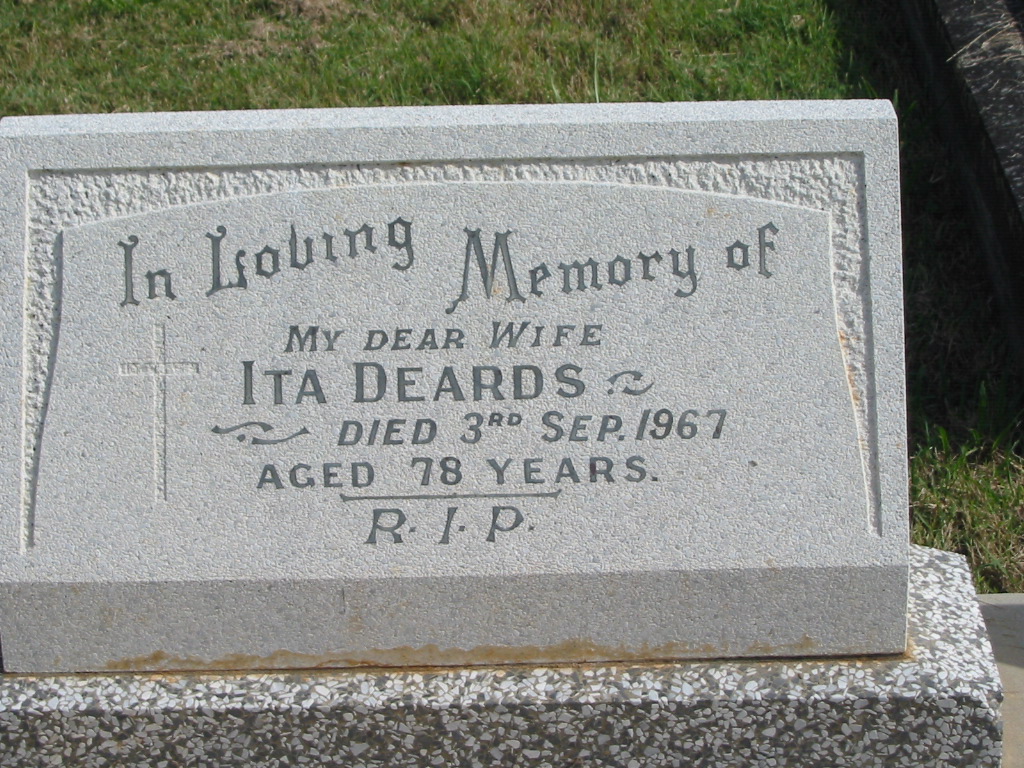 In Loving Memory of
MY DEAR WIFE
ITA DEARDS
DIED 3RD SEP. 1967
AGED 78 YEARS.
R. I. P.